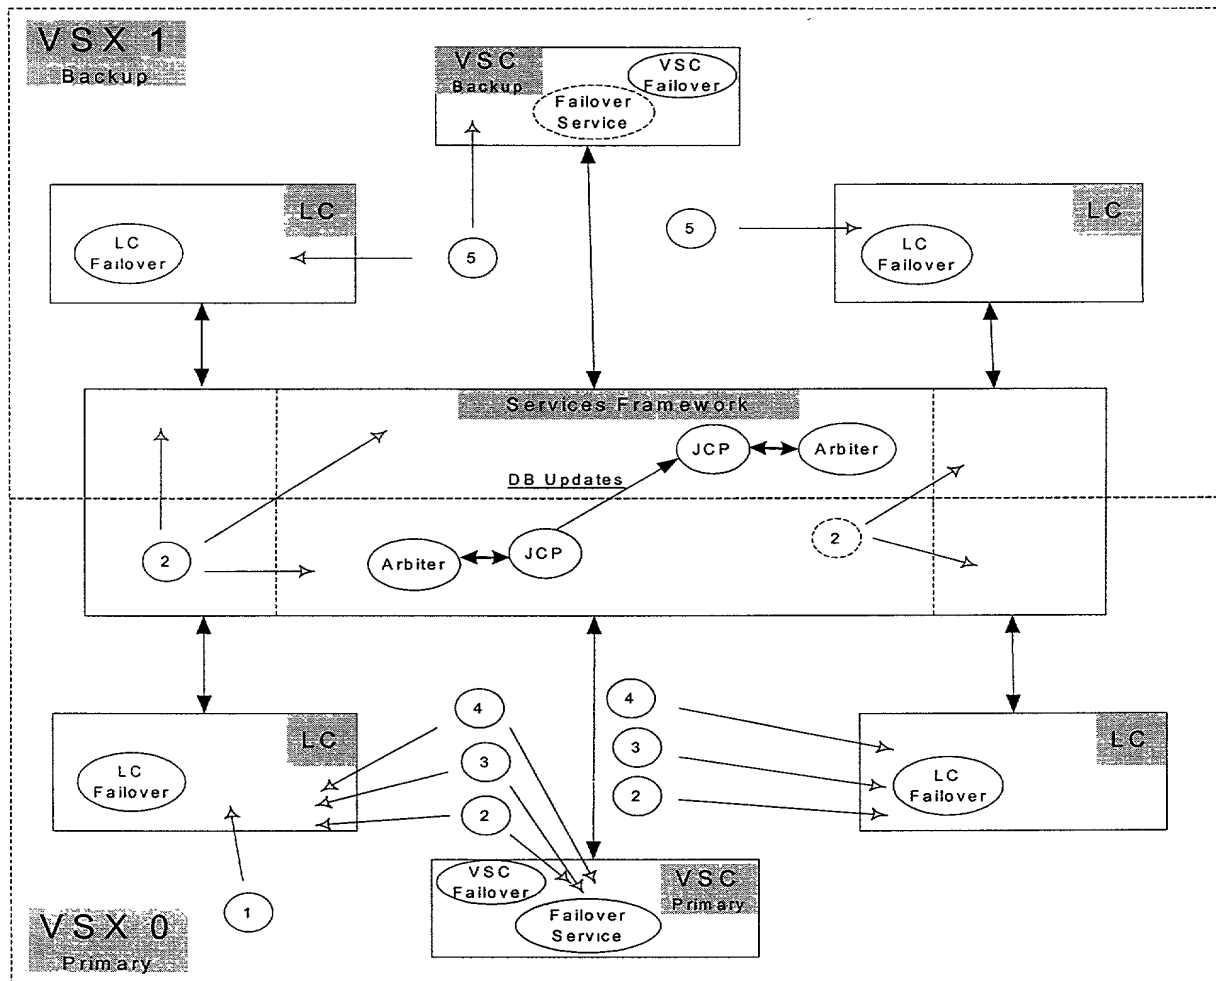 VSX 1
Backup
VSC
Backup
VSC
Failover
Failover
Service
LC
LC
Failover
5
5
LC
LC
Failover
Services Framework
JCP
Arbiter
DB Updates
2
Arbiter
JCP
2
LC
LC
Failover
4
3
2
4
3
2
LC
LC
Failover
1
VSC
Failover
VSC
Primary
Failover
Service
VSX 0
Primary